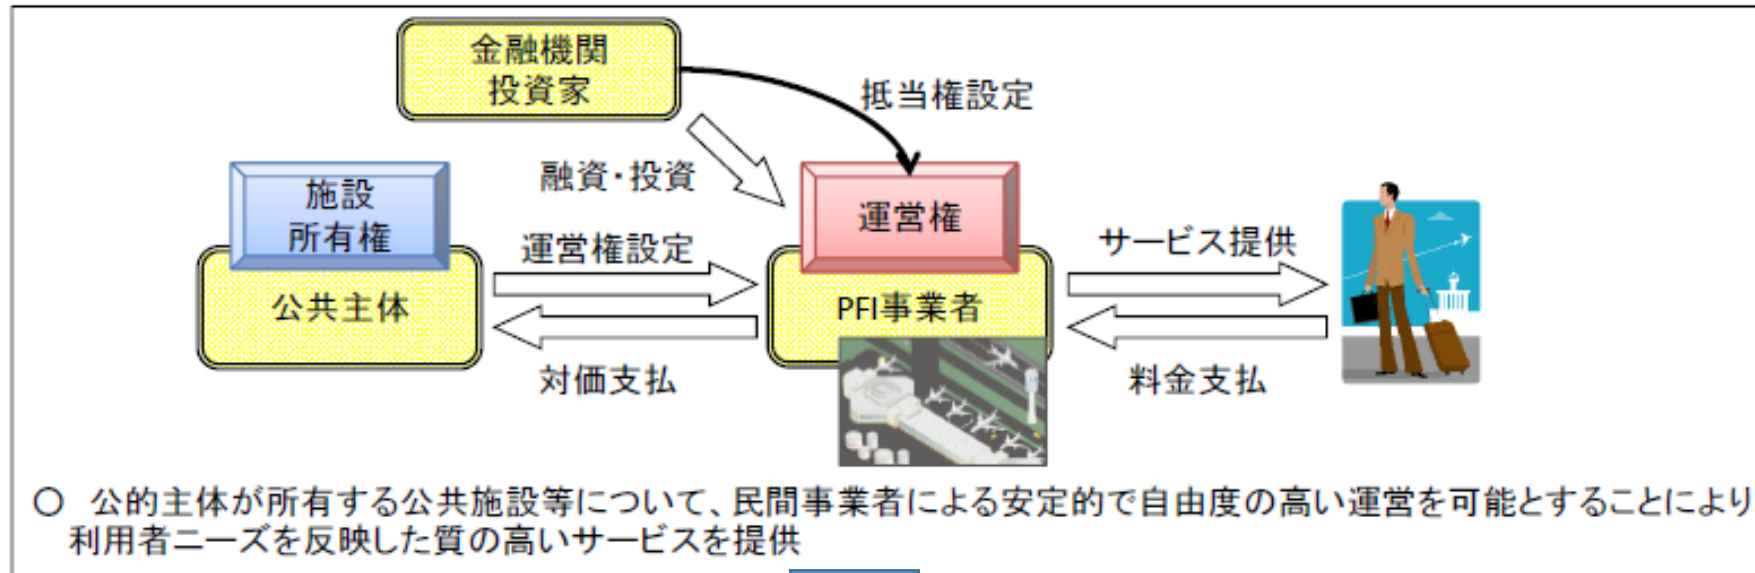 金融機関
投資家
抵当権設定
融資・投資
施設
所有権
運営権
運営権設定
サービス提供
公共主体
PFI事業者
対価支払
料金支払
○ 公的主体が所有する公共施設等について、民間事業者による安定的で自由度の高い運営を可能とすることにより
利用者ニーズを反映した質の高いサービスを提供